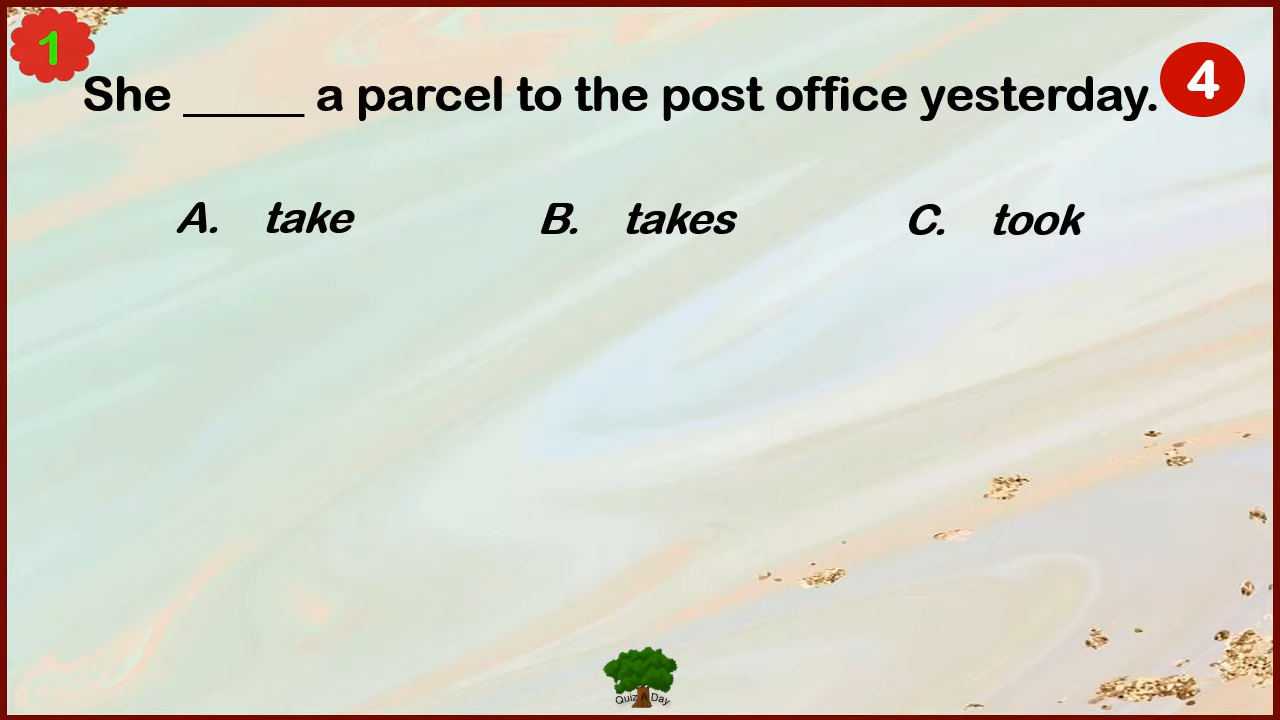 1
She _____ a parcel to the post office yesterday.
4
A. take B. takes C. took
Quiz A Day